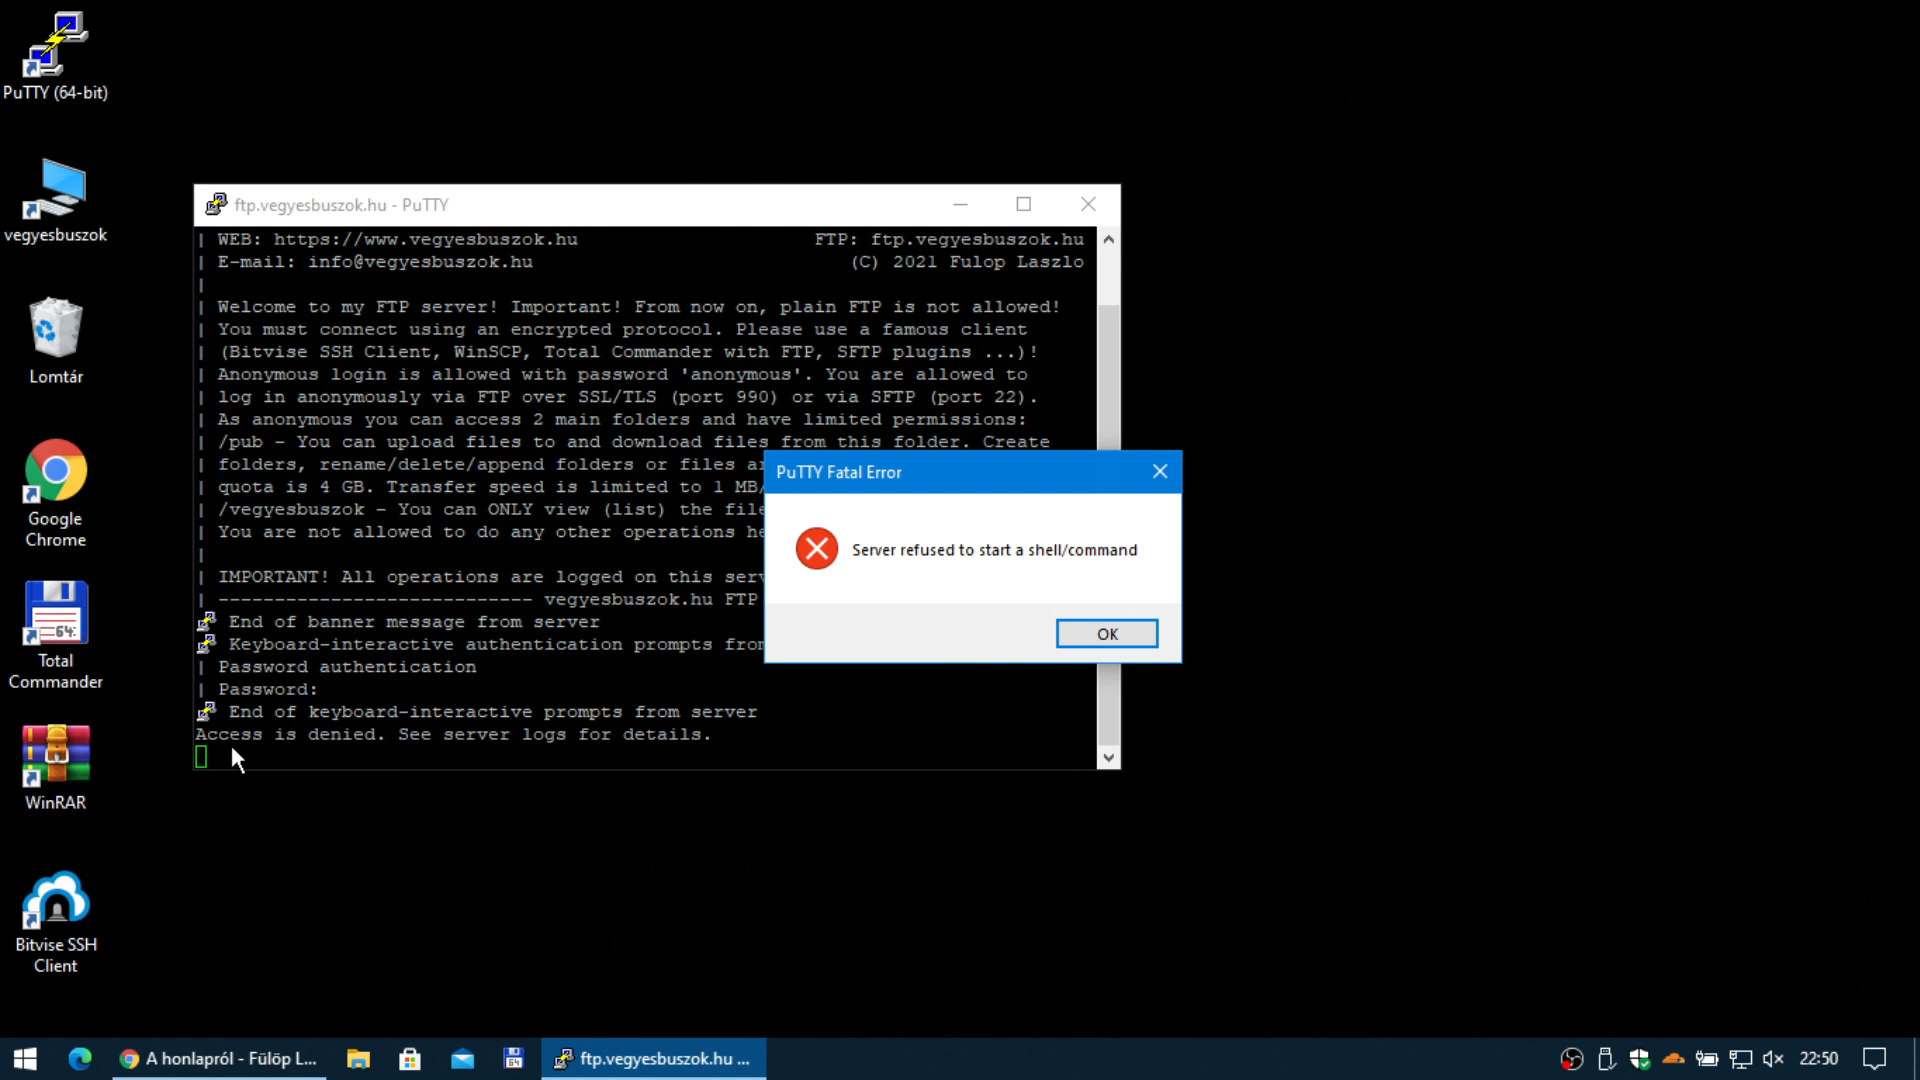 PuTTY (64-bit)
vegyesbuszok
Lomtár
Google
Chrome
Total
Commander
WinRAR
Bitvise SSH
Client
ftp.vegyesbuszok.hu - PuTTY
| WEB: https://www.vegyesbuszok.hu FTP: ftp.vegyesbuszok.hu
| E-mail: info@vegyesbuszok.hu (C) 2021 Fulop Laszlo
|
| Welcome to my FTP server! Important! From now on, plain FTP is not allowed!
| You must connect using an encrypted protocol. Please use a famous client
| (Bitvise SSH Client, WinSCP, Total Commander with FTP, SFTP plugins ...)!
| Anonymous login is allowed with password 'anonymous'. You are allowed to
| log in anonymously via FTP over SSL/TLS (port 990) or via SFTP (port 22).
| As anonymous you can access 2 main folders and have limited permissions:
| /pub - You can upload files to and download files from this folder. Create
| folders, rename/delete/append folders or files
| quota is 4 GB. Transfer speed is limited to 1 MB/
| /vegyesbuszok - You can ONLY view (list) the file
| You are not allowed to do any other operations he
|
| IMPORTANT! All operations are logged on this serv
| ---------------------------- vegyesbuszok.hu FTP
End of banner message from server
Keyboard-interactive authentication prompts from
| Password authentication
| Password:
End of keyboard-interactive prompts from server
Access is denied. See server logs for details.
PuTTY Fatal Error
Server refused to start a shell/command
OK
A honlapról - Fülöp L...
64
ftp.vegyesbuszok.hu ...
22:50